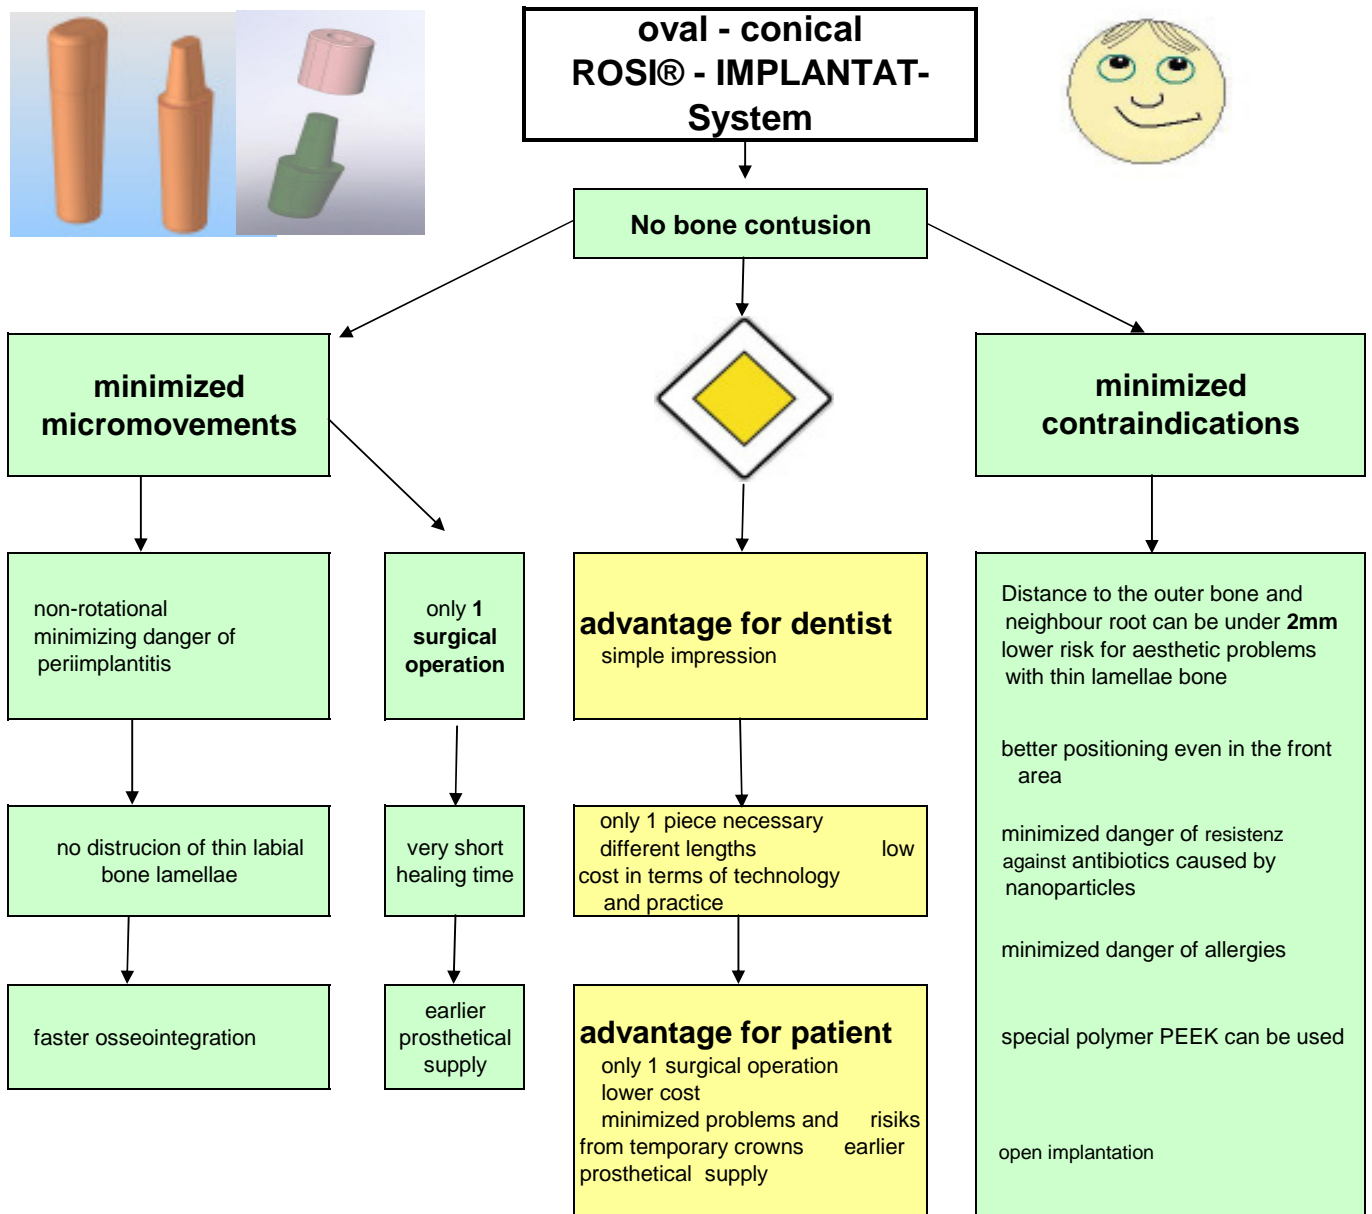 oval - conical
ROSI® - IMPLANTAT-
System
No bone contusion
minimized
micromovements
minimized
contraindications
non-rotational
minimizing danger of
periimplantitis
only 1
surgical
operation
advantage for dentist
simple impression
Distance to the outer bone and
neighbour root can be under 2mm
lower risk for aesthetic problems
with thin lamellae bone
better positioning even in the front
area
minimized danger of resistenz
against antibiotics caused by
nanoparticles
minimized danger of allergies
special polymer PEEK can be used
open implantation
no distrucion of thin labial
bone lamellae
very short
healing time
only 1 piece necessary
different lengths low
cost in terms of technology
and practice
faster osseointegration
earlier
prosthetical
supply
advantage for patient
only 1 surgical operation
lower cost
minimized problems and risiks
from temporary crowns earlier
prosthetical supply